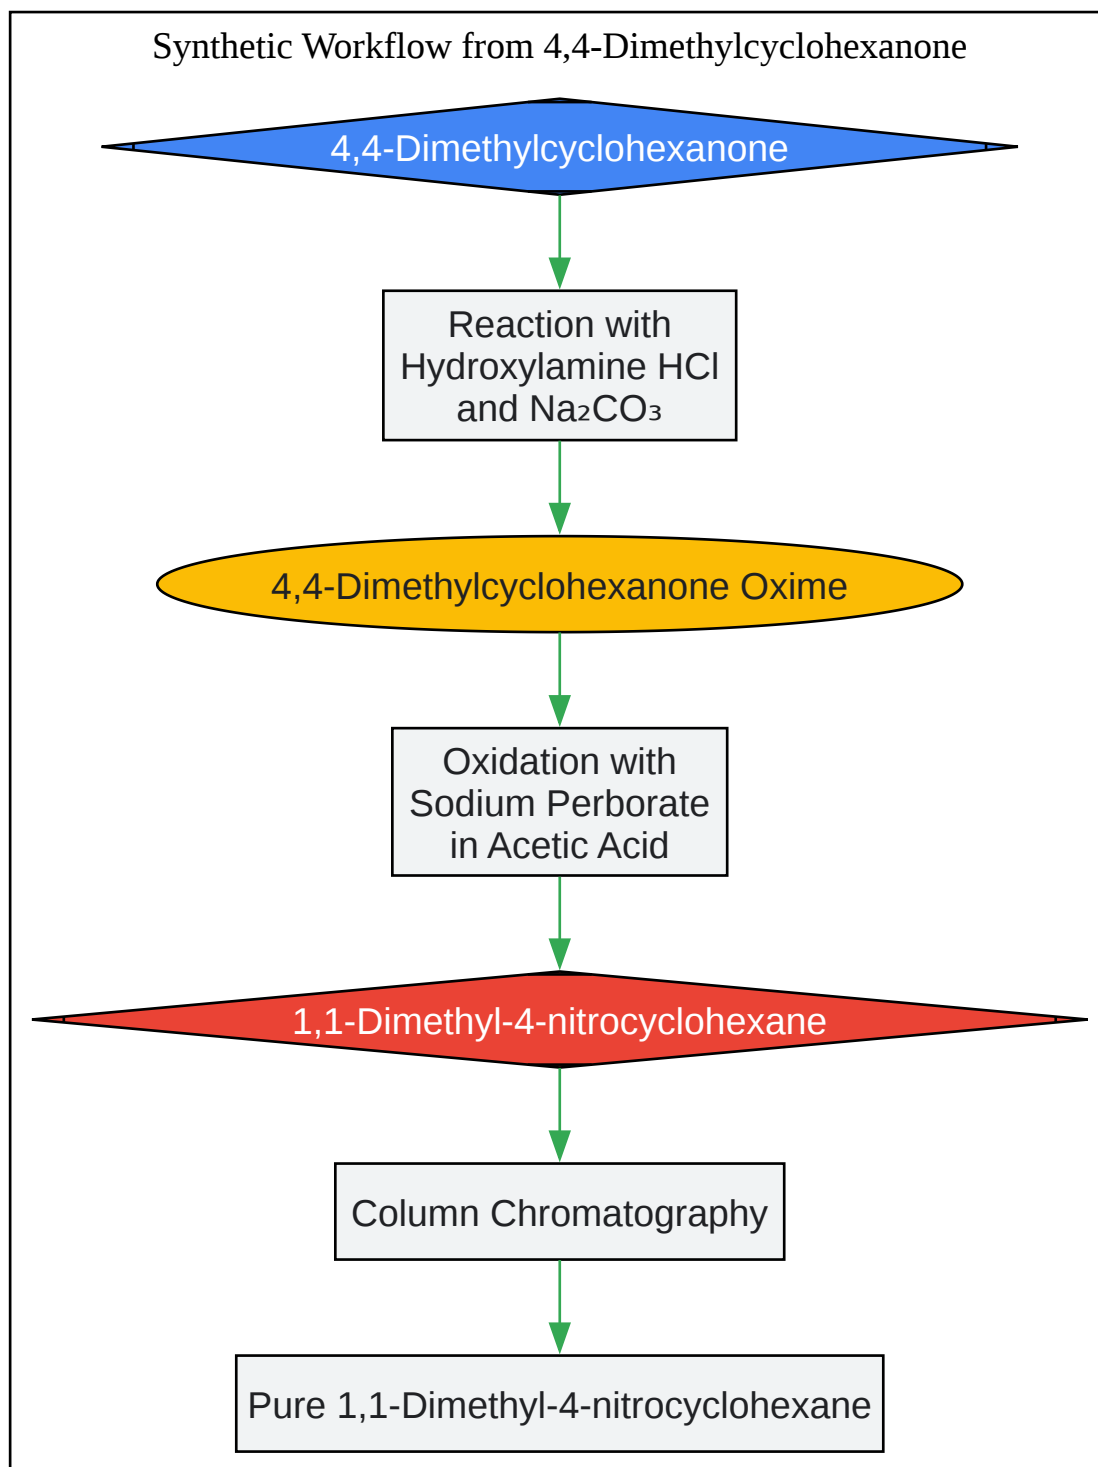 Synthetic Workflow from 4,4-Dimethylcyclohexanone
4,4-Dimethylcyclohexanone
Reaction with
Hydroxylamine HCl
and Na₂CO₃
4,4-Dimethylcyclohexanone Oxime
Oxidation with
Sodium Perborate
in Acetic Acid
1,1-Dimethyl-4-nitrocyclohexane
Column Chromatography
Pure 1,1-Dimethyl-4-nitrocyclohexane